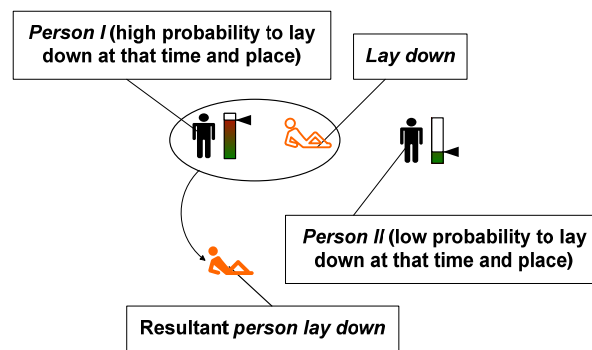 Person I (high probability to lay
down at that time and place)
Lay down
Person II (low probability to lay
down at that time and place)
Resultant person lay down